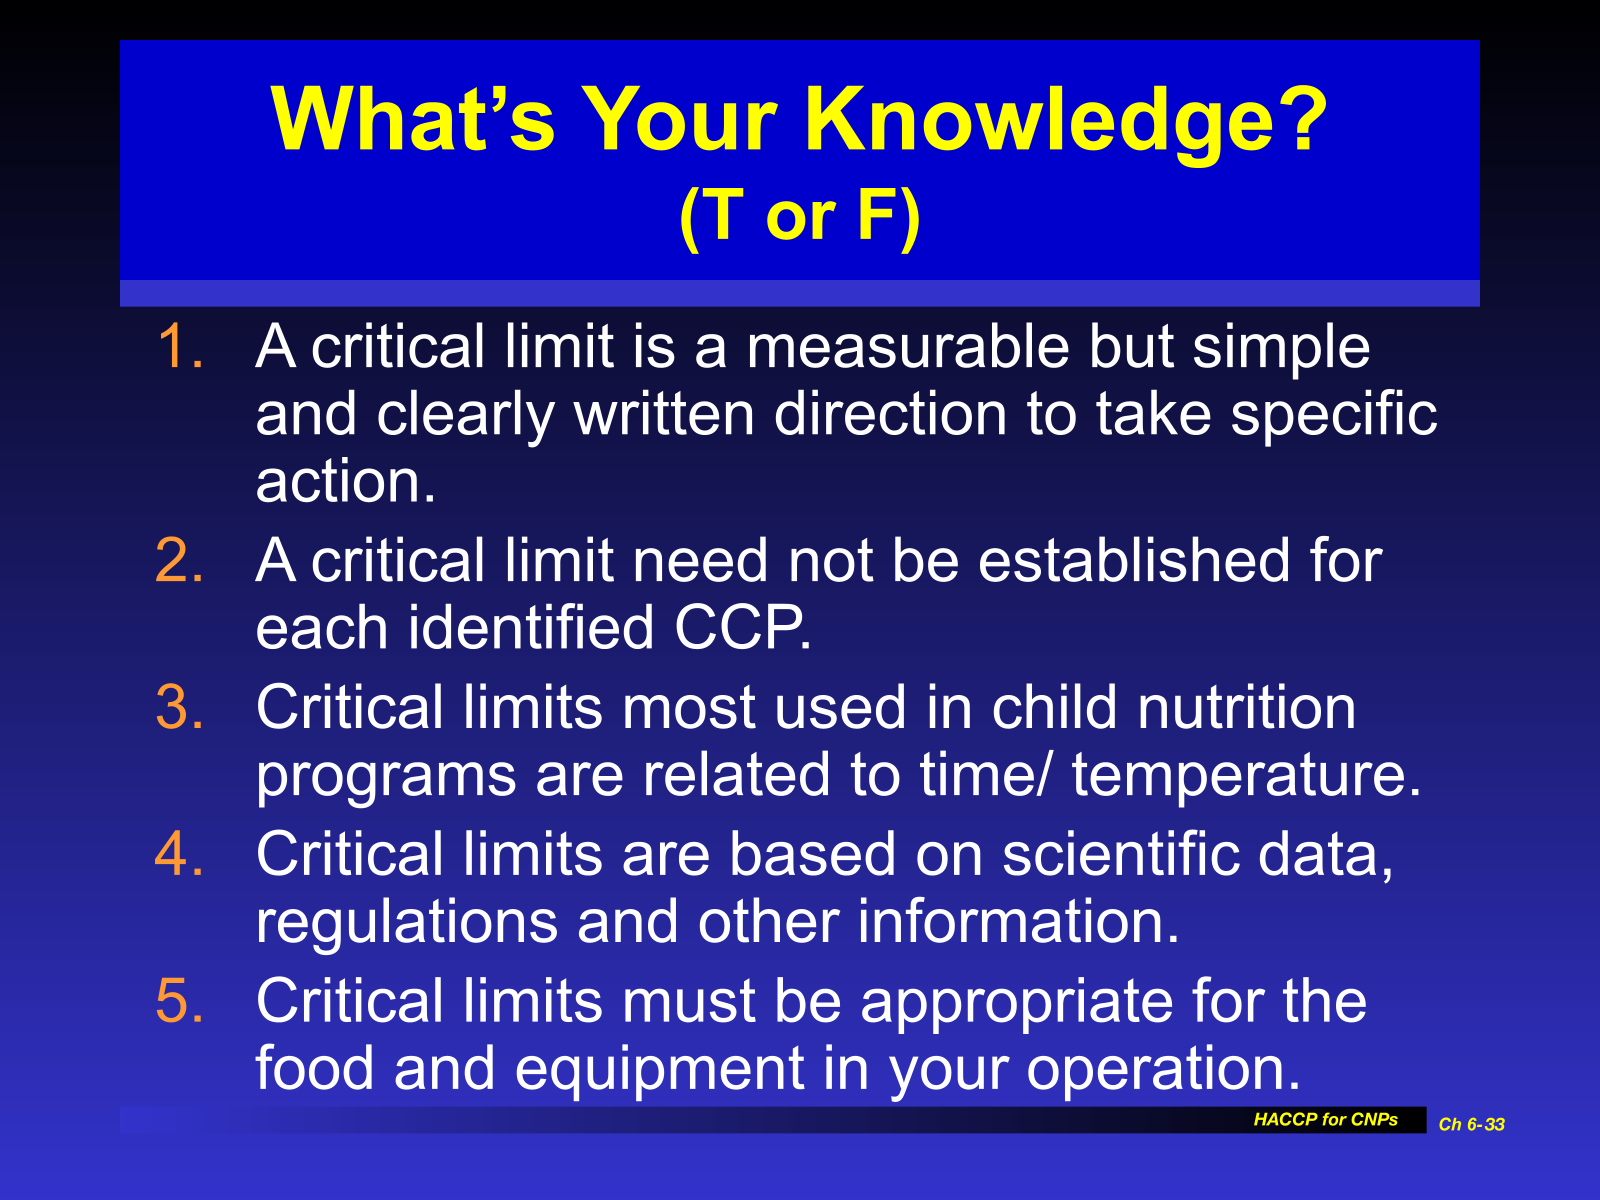 What’s Your Knowledge?
(T or F)
1. A critical limit is a measurable but simple
and clearly written direction to take specific
action.
2. A critical limit need not be established for
each identified CCP.
3. Critical limits most used in child nutrition
programs are related to time/ temperature.
4. Critical limits are based on scientific data,
regulations and other information.
5. Critical limits must be appropriate for the
food and equipment in your operation.
HACCP for CNPs
Ch 6-33